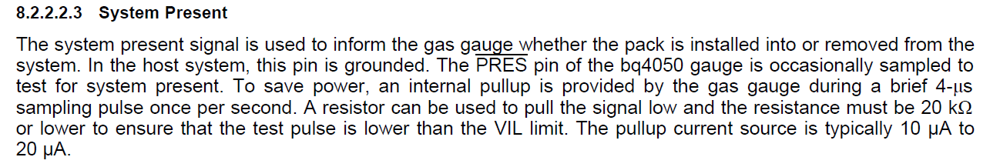 8.2.2.2.3 System Present
The system present signal is used to inform the gas gauge whether the pack is installed into or removed from the
system. In the host system, this pin is grounded. The PRES pin of the bq4050 gauge is occasionally sampled to
test for system present. To save power, an internal pullup is provided by the gas gauge during a brief 4-μs
sampling pulse once per second. A resistor can be used to pull the signal low and the resistance must be 20 kΩ
or lower to ensure that the test pulse is lower than the VIL limit. The pullup current source is typically 10 µA to
20 µA.